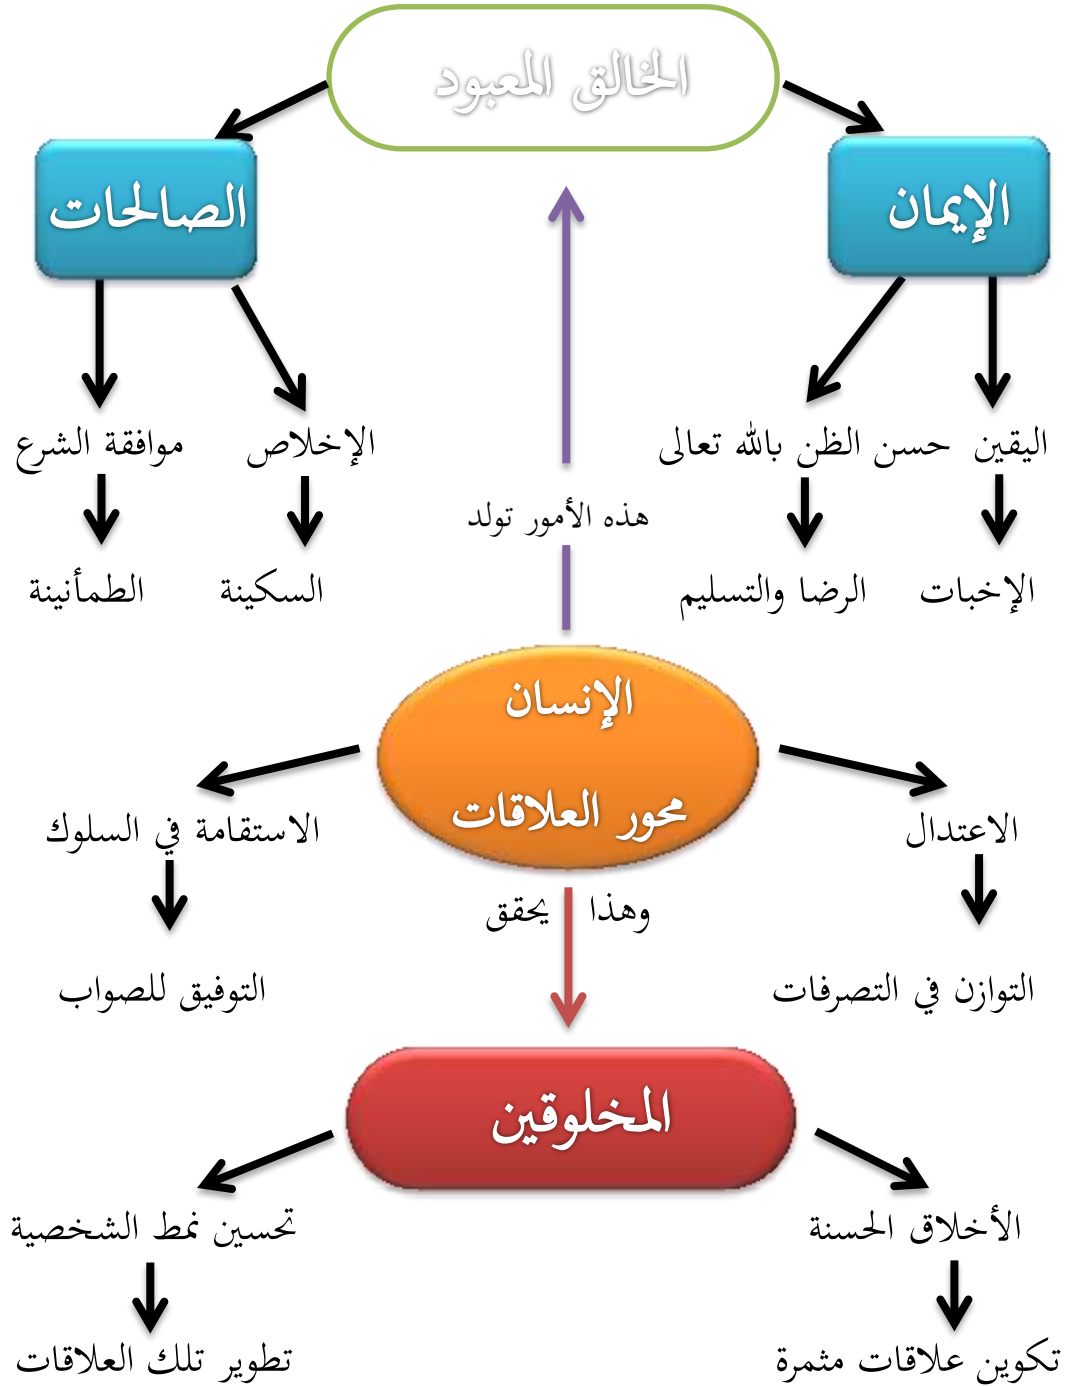 الخالق المعبود
الإيمان
الصالحات
اليقين
حسن الظن بالله تعالى
الإخلاص
موافقة الشرع
هذه الأمور تولد
الإخبات
الرضا والتسليم
السكينة
الطمأنينة
الإنسان
محور العلاقات
الاعتدال
الاستقامة في السلوك
وهذا يحقق
التوازن في التصرفات
التوفيق للصواب
المخلوقين
الأخلاق الحسنة
تحسين نمط الشخصية
تكوين علاقات مثمرة
تطوير تلك العلاقات